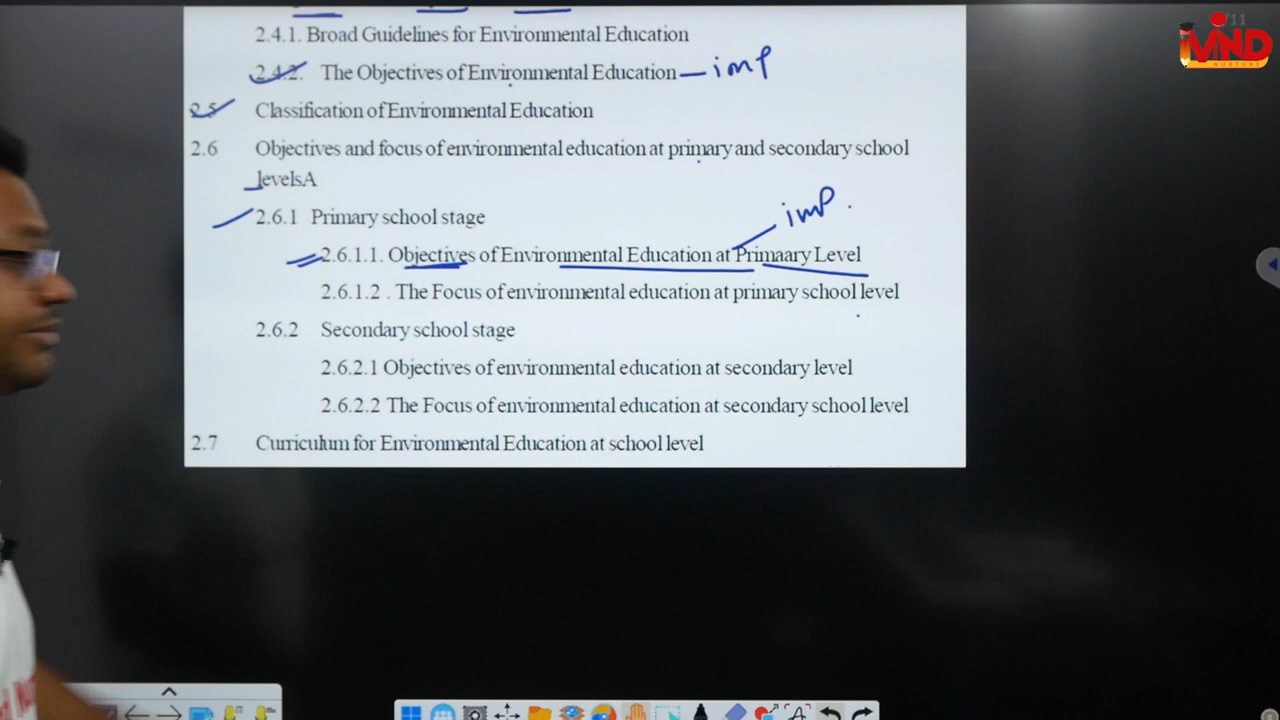 /11
iMIND
NURTURE
2.4.1. Broad Guidelines for Environmental Education
2.4.2. The Objectives of Environmental Education — imp
2.5 Classification of Environmental Education
2.6 Objectives and focus of environmental education at primary and secondary school
levelsA
2.6.1 Primary school stage
imp.
2.6.1.1. Objectives of Environmental Education at Primaary Level
2.6.1.2 . The Focus of environmental education at primary school level
2.6.2 Secondary school stage
2.6.2.1 Objectives of environmental education at secondary level
2.6.2.2 The Focus of environmental education at secondary school level
2.7 Curriculum for Environmental Education at school level